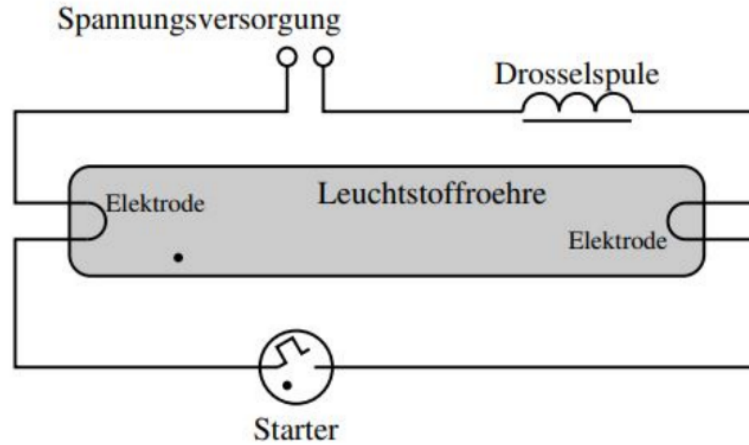 Spannungsversorgung
Drosselspule
Leuchtstoffroehre
Elektrode
Elektrode
Starter